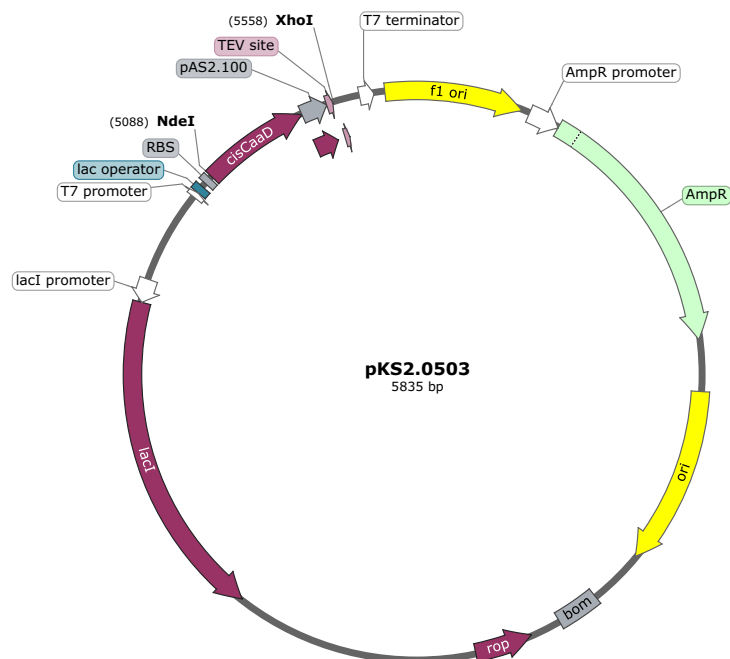 (5558) XhoI
T7 terminator
TEV site
pAS2.100
AmpR promoter
f1 ori
(5088) NdeI
cisCaaD
RBS
lac operator
T7 promoter
AmpR
lacI promoter
pKS2.0503
5835 bp
lacI
ori
bom
rop